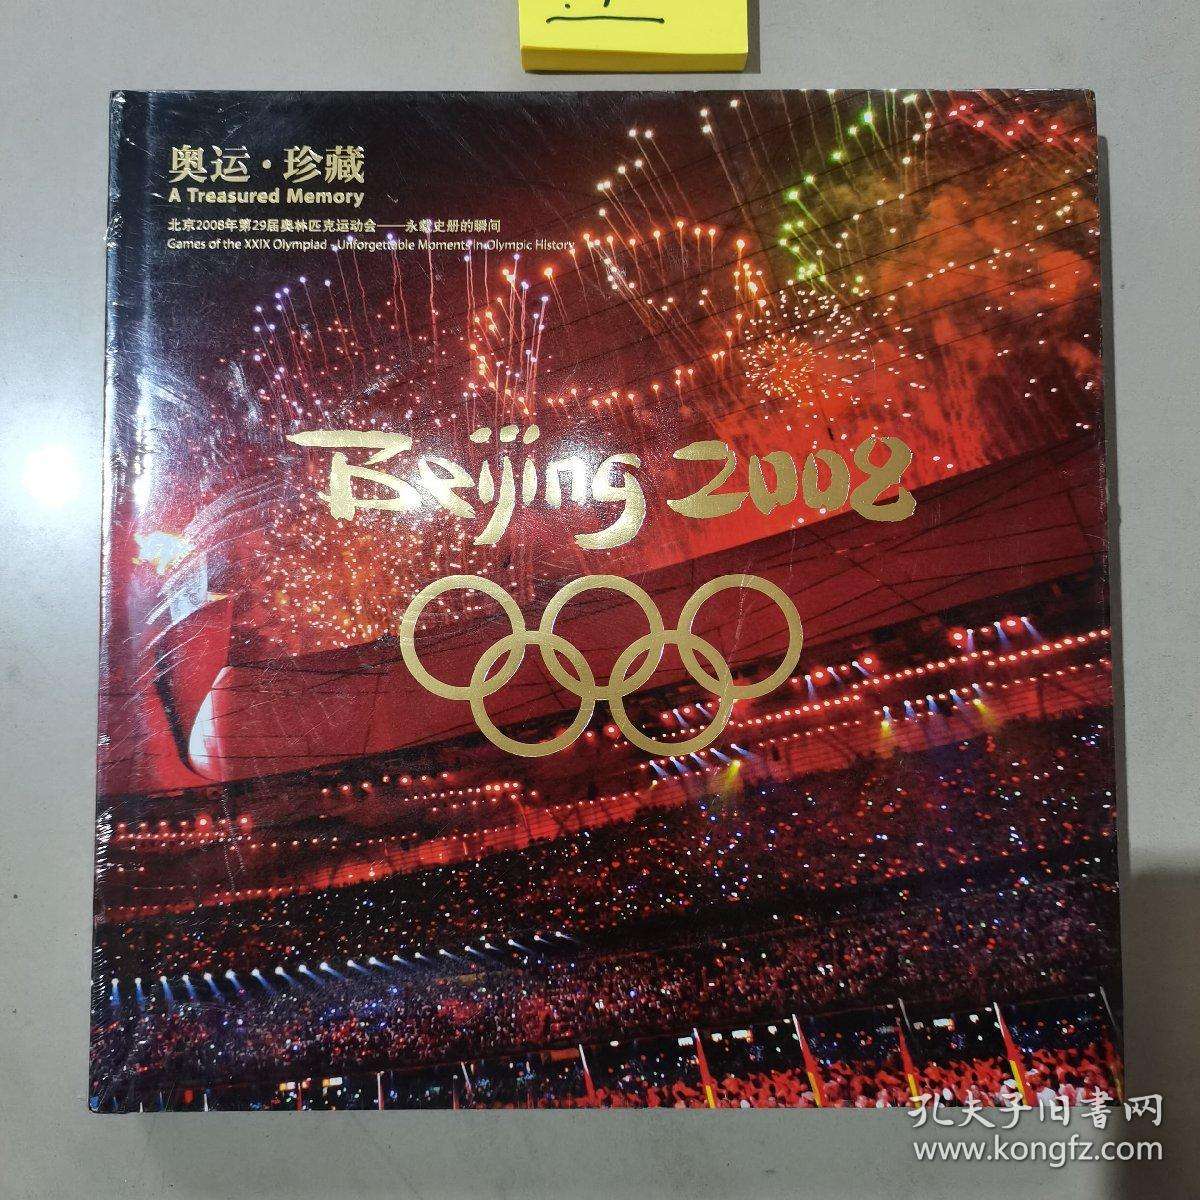 奥运·珍藏
A Treasured Memory
北京2008年第29届奥林匹克运动会——永载史册的瞬间
Games of the XXIX Olympiad - Unforgettable Moments in Olympic History
Beijing 2008
孔夫子旧书网
www.kongfz.com